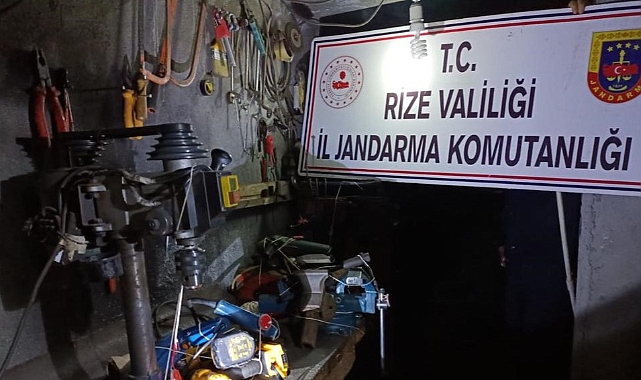 T.C.
RİZE VALİLİĞİ
İL JANDARMA KOMUTANLIĞI
JANDARMA